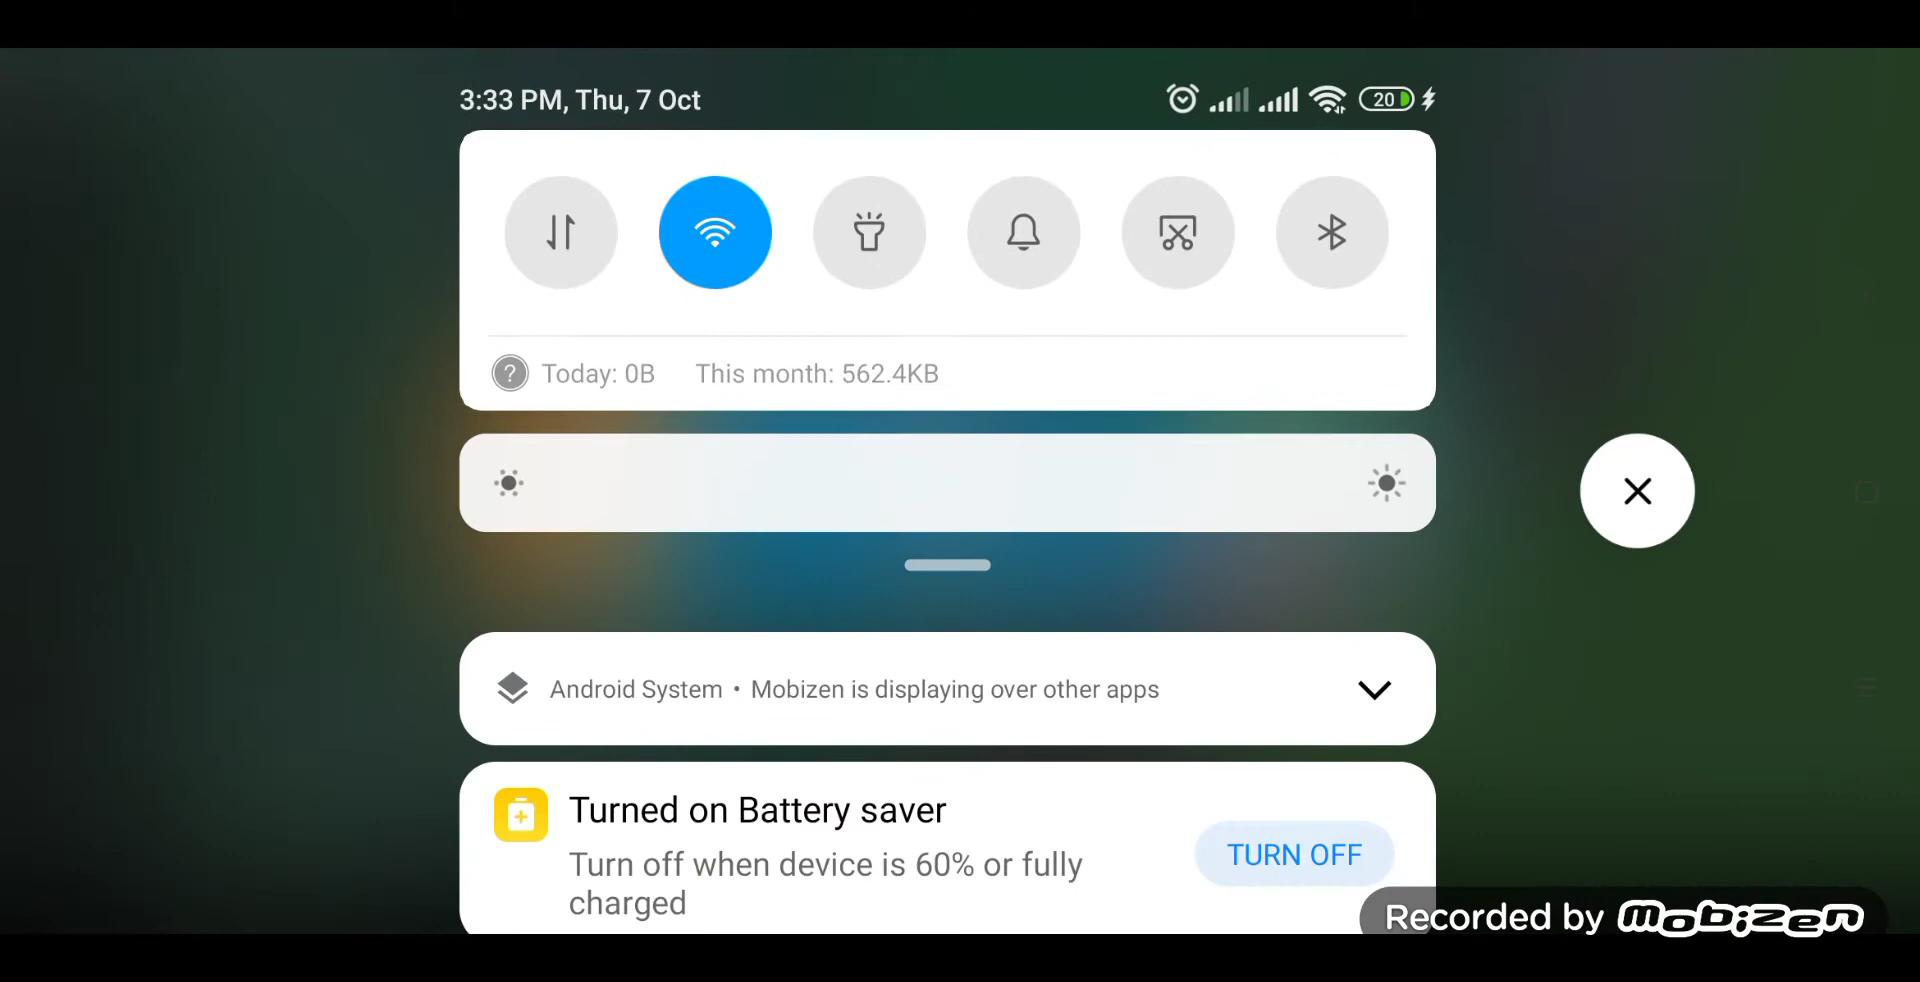 3:33 PM, Thu, 7 Oct
20
Today: 0B This month: 562.4KB
Android System • Mobizen is displaying over other apps
Turned on Battery saver
Turn off when device is 60% or fully
charged
TURN OFF
Recorded by mobizen